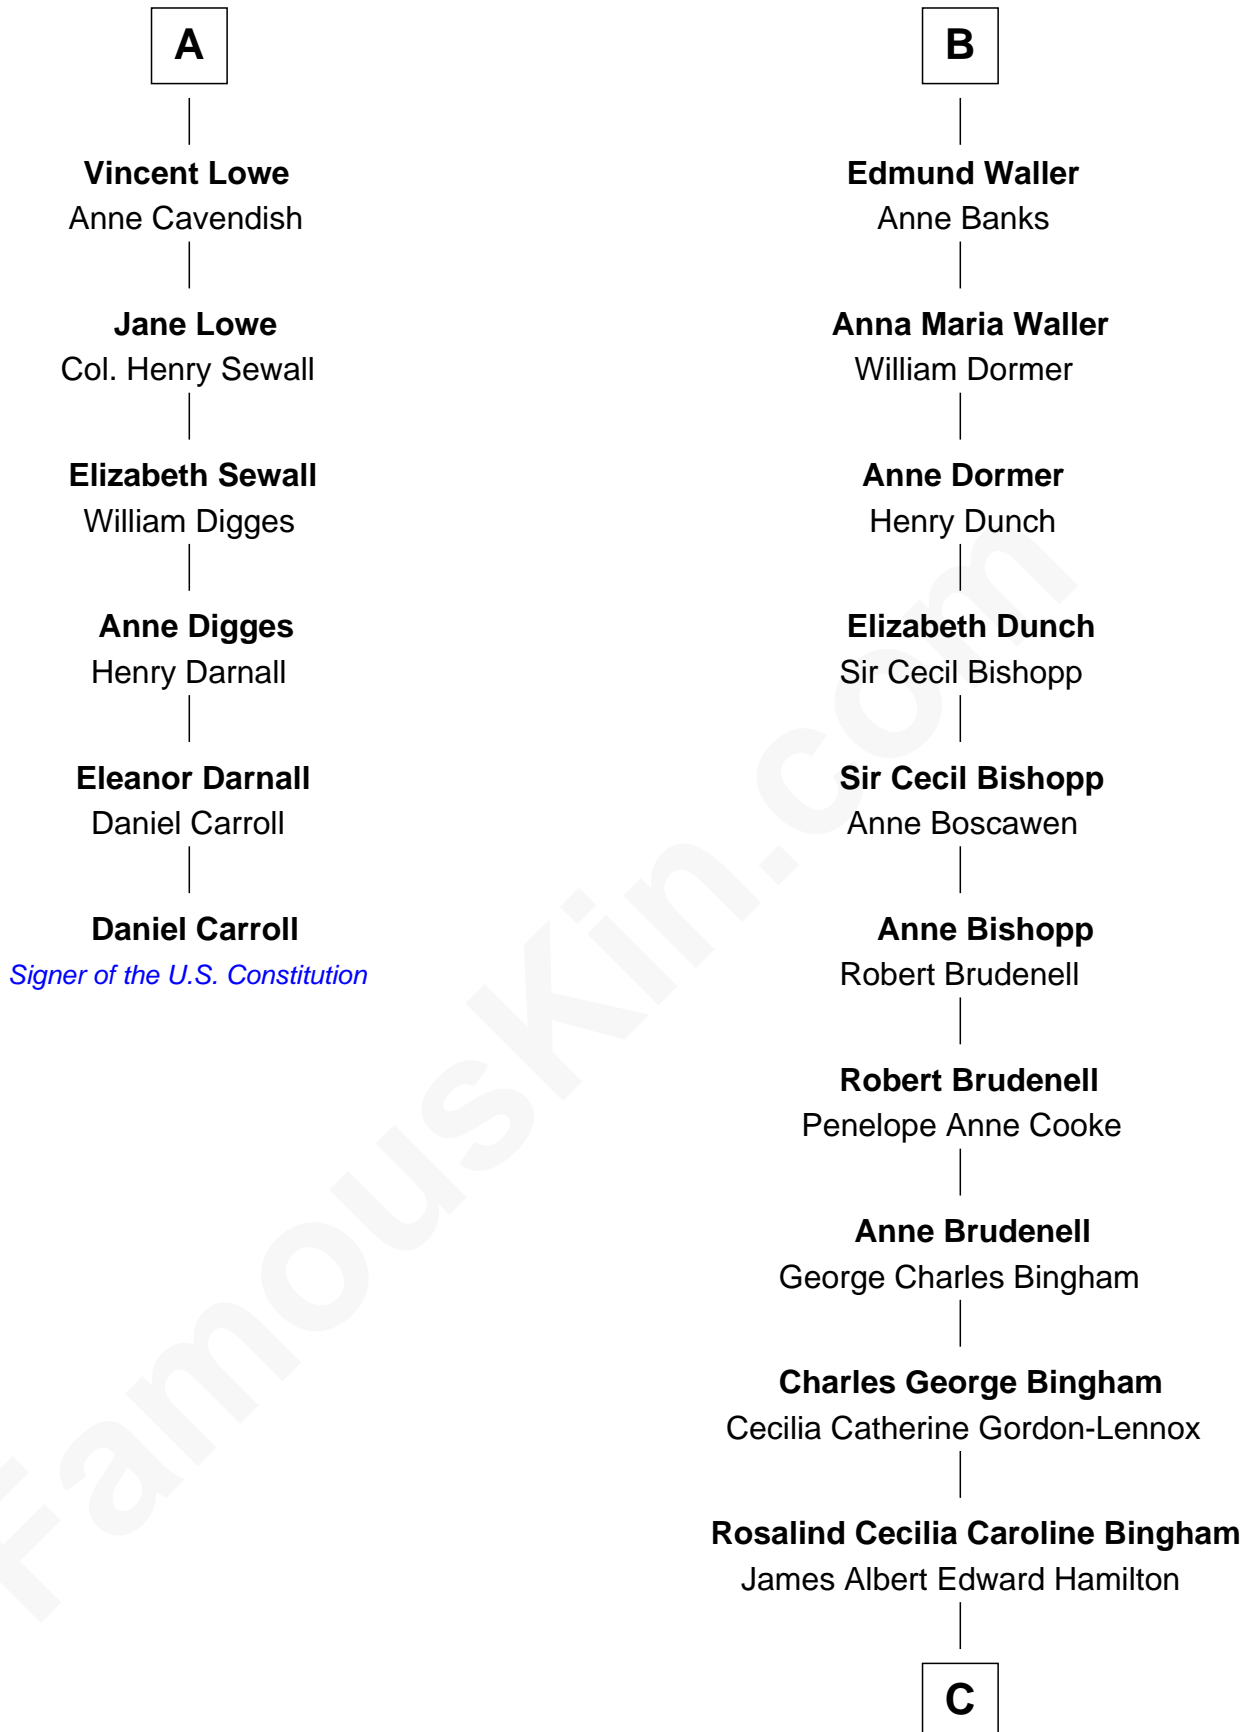 A
Vincent Lowe
Anne Cavendish
Jane Lowe
Col. Henry Sewall
Elizabeth Sewall
William Digges
Anne Digges
Henry Darnall
Eleanor Darnall
Daniel Carroll
Daniel Carroll
Signer of the U.S. Constitution
B
Edmund Waller
Anne Banks
Anna Maria Waller
William Dormer
Anne Dormer
Henry Dunch
Elizabeth Dunch
Sir Cecil Bishopp
Sir Cecil Bishopp
Anne Boscawen
Anne Bishopp
Robert Brudenell
Robert Brudenell
Penelope Anne Cooke
Anne Brudenell
George Charles Bingham
Charles George Bingham
Cecilia Catherine Gordon-Lennox
Rosalind Cecilia Caroline Bingham
James Albert Edward Hamilton
C
FamousKin.com